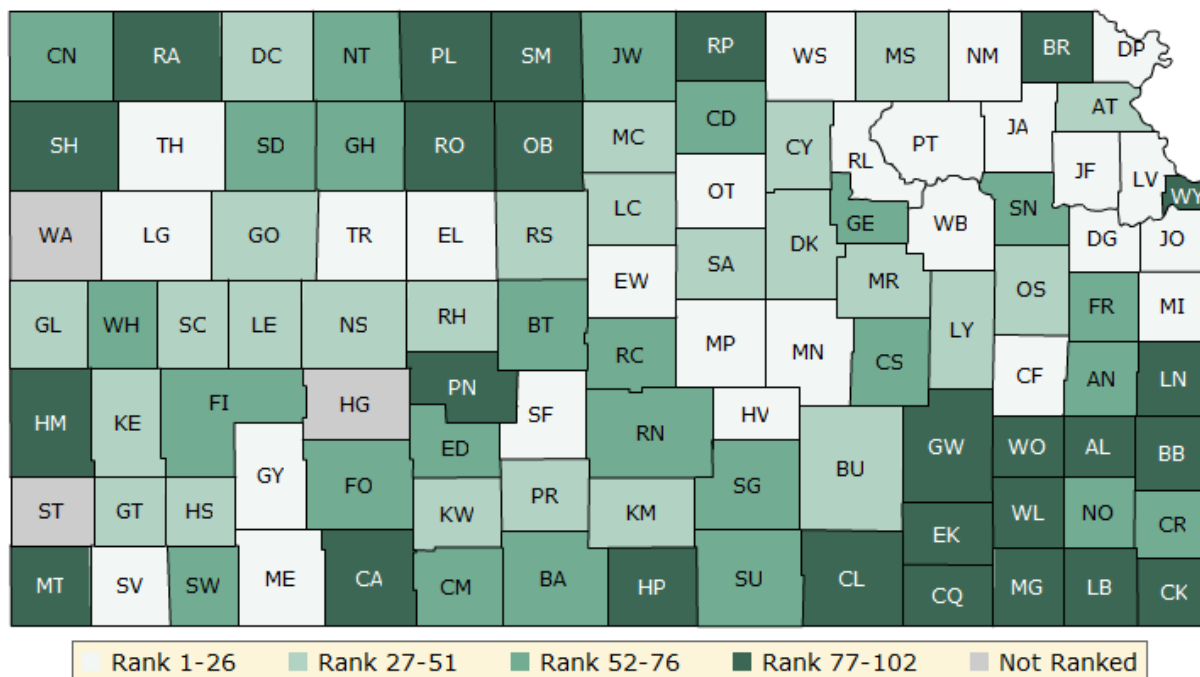 CN RA DC NT PL SM JW RP WS MS NM BR DP
SH TH SD GH RO OB MC CD CY RL PT JA AT
JF LV WY
WA LG GO TR EL RS LC OT DK GE WB SN DG JO
SA
EW MR OS
GL WH SC LE NS RH BT LY FR MI
RC MP MN CS CF AN LN
HM KE FI HG PN SF
ED RN HV BU GW WO AL BB
GY FO SG
ST GT HS KW PR KM WL NO CR
EK
MT SV SW ME CA CM BA HP SU CL CQ MG LB CK
Rank 1-26 Rank 27-51 Rank 52-76 Rank 77-102 Not Ranked